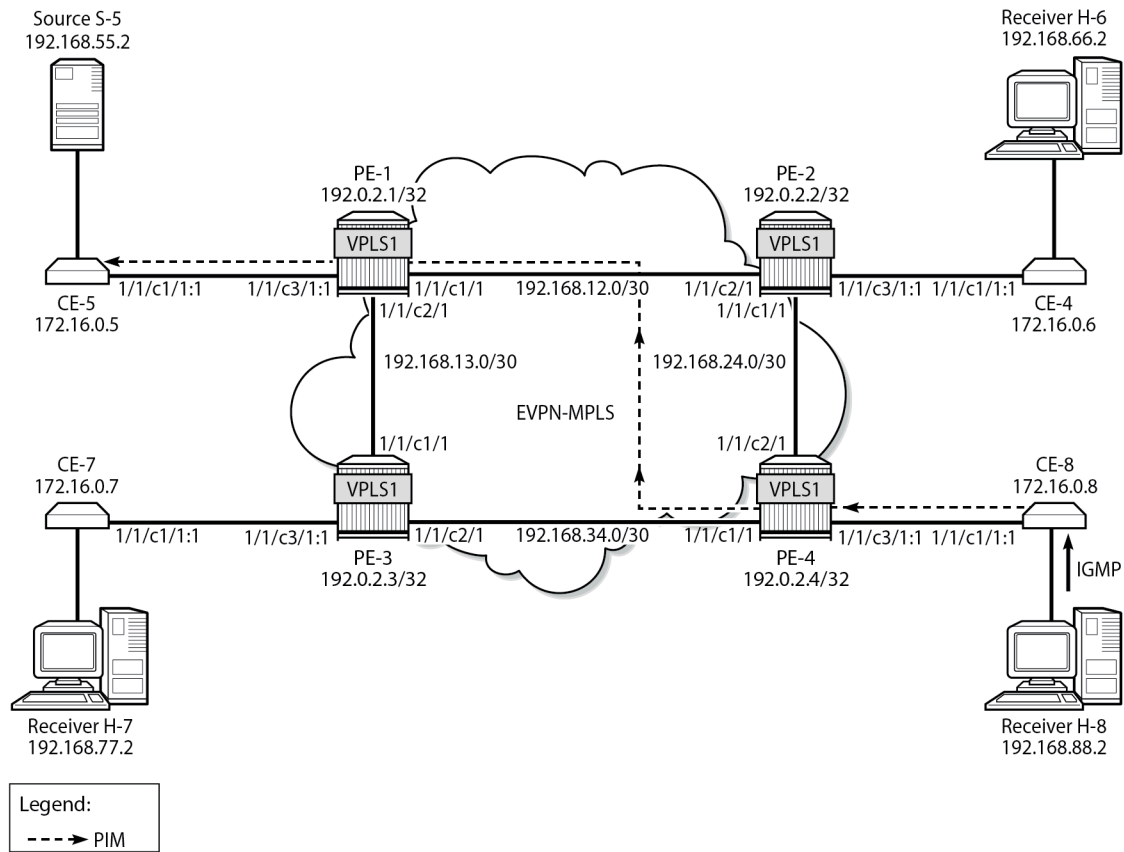 Source S-5
192.168.55.2
Receiver H-6
192.168.66.2
PE-1
192.0.2.1/32
PE-2
192.0.2.2/32
VPLS1
VPLS1
CE-5
172.16.0.5
1/1/c1/1:1
1/1/c3/1:1
1/1/c1/1
192.168.12.0/30
1/1/c2/1
1/1/c3/1:1
1/1/c1/1:1
CE-4
172.16.0.6
1/1/c2/1
1/1/c1/1
192.168.13.0/30
192.168.24.0/30
EVPN-MPLS
1/1/c1/1
1/1/c2/1
CE-7
172.16.0.7
VPLS1
VPLS1
CE-8
172.16.0.8
1/1/c1/1:1
1/1/c3/1:1
1/1/c2/1
192.168.34.0/30
1/1/c1/1
1/1/c3/1:1
1/1/c1/1:1
PE-3
192.0.2.3/32
PE-4
192.0.2.4/32
IGMP
Receiver H-7
192.168.77.2
Receiver H-8
192.168.88.2
Legend:
PIM